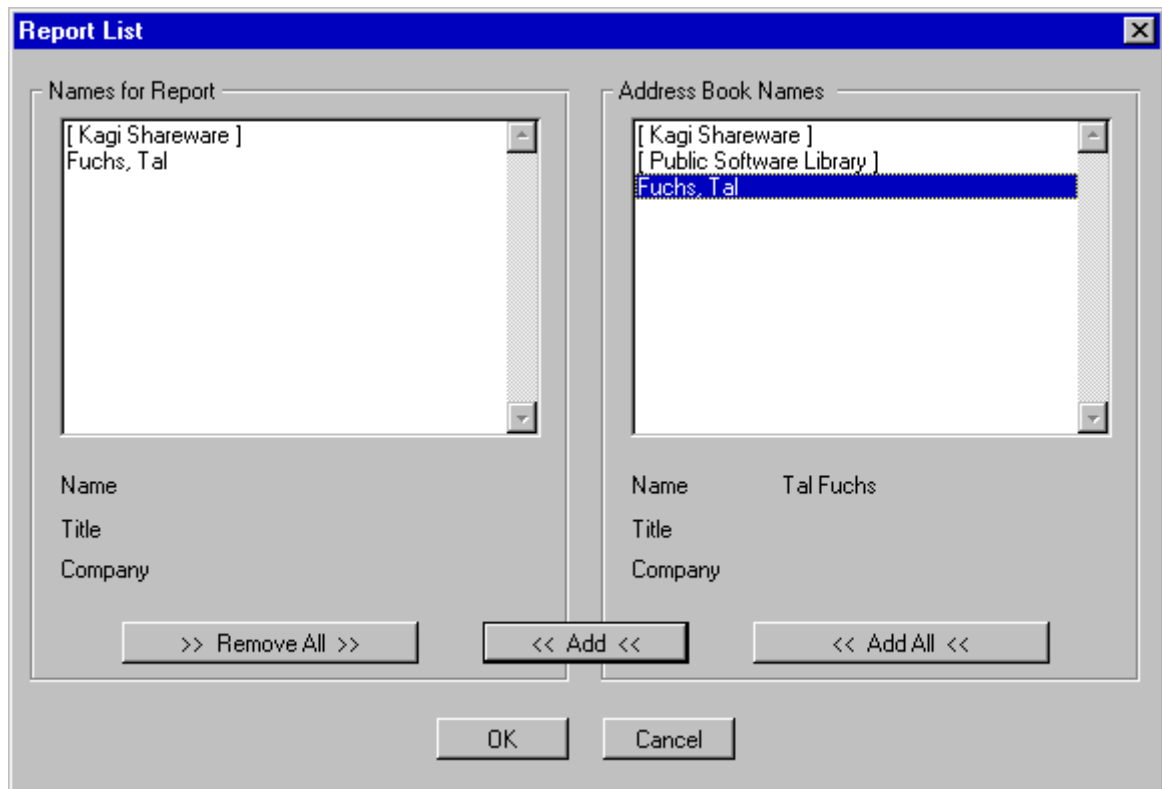 Report List
Names for Report
[ Kagi Shareware ]
Fuchs, Tal
Name
Title
Company
>> Remove All >>
Address Book Names
[ Kagi Shareware ]
[ Public Software Library ]
Fuchs, Tal
Name Tal Fuchs
Title
Company
<< Add <<
<< Add All <<
OK
Cancel